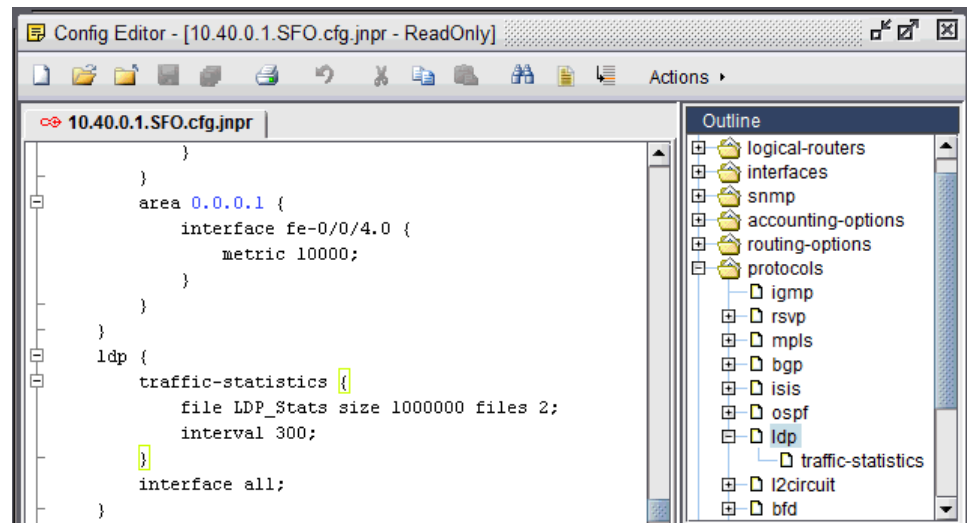 Config Editor - [10.40.0.1.SFO.cfg.jnpr - ReadOnly]
Actions
10.40.0.1.SFO.cfg.jnpr
}
}
area 0.0.0.1 {
interface fe-0/0/4.0 {
metric 10000;
}
}
}
ldp {
traffic-statistics {
file LDP_Stats size 1000000 files 2;
interval 300;
}
interface all;
}
Outline
logical-routers
interfaces
snmp
accounting-options
routing-options
protocols
igmp
rsvp
mpls
bgp
isis
ospf
ldp
traffic-statistics
l2circuit
bfd